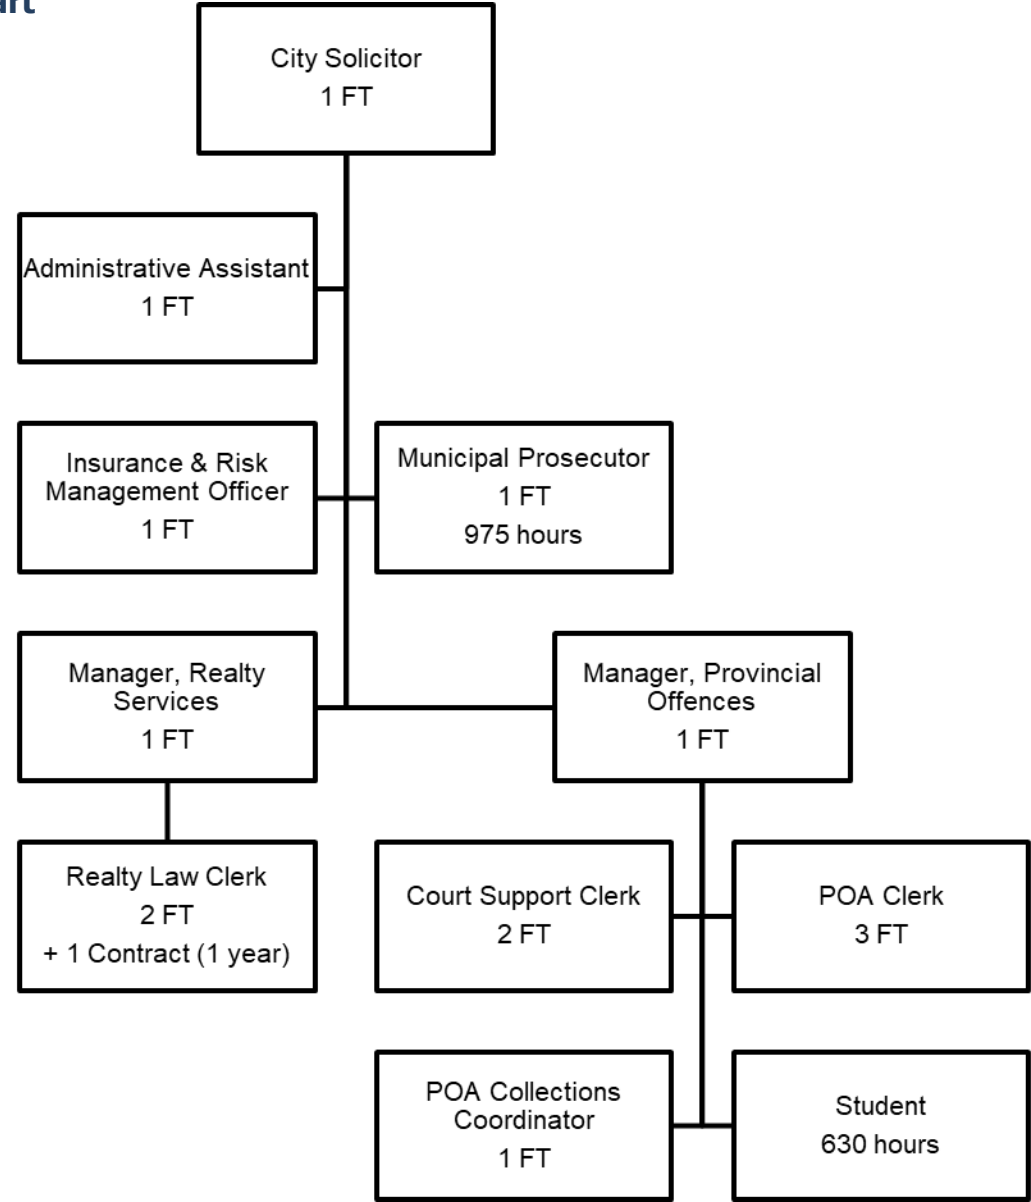 City Solicitor
1 FT
Administrative Assistant
1 FT
Insurance & Risk
Management Officer
1 FT
Municipal Prosecutor
1 FT
975 hours
Manager, Realty
Services
1 FT
Manager, Provincial
Offences
1 FT
Realty Law Clerk
2 FT
+ 1 Contract (1 year)
Court Support Clerk
2 FT
POA Clerk
3 FT
POA Collections
Coordinator
1 FT
Student
630 hours